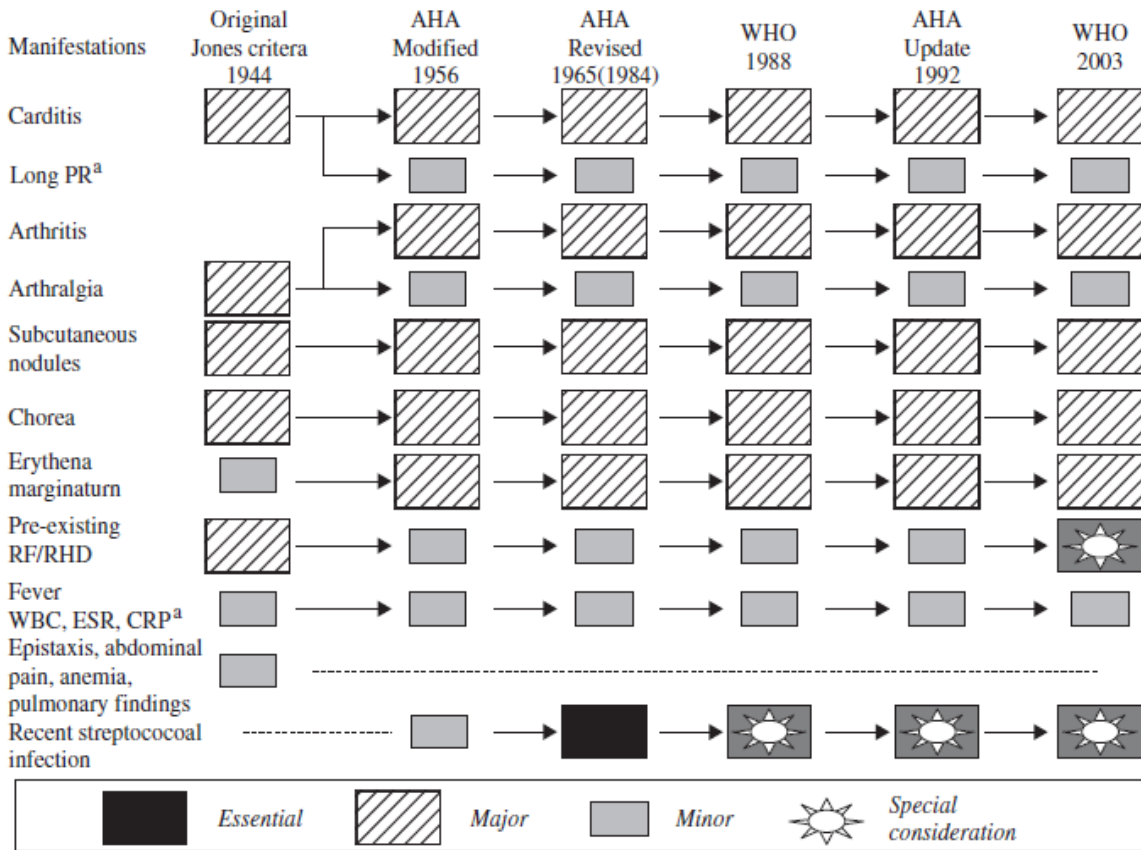 Manifestations
Original
Jones critera
1944
AHA
Modified
1956
AHA
Revised
1965(1984)
WHO
1988
AHA
Update
1992
WHO
2003
Carditis
Long PRa
Arthritis
Arthralgia
Subcutaneous
nodules
Chorea
Erythena
marginaturn
Pre-existing
RF/RHD
Fever
WBC, ESR, CRPa
Epistaxis, abdominal
pain, anemia,
pulmonary findings
Recent streptococoal
infection
Essential
Major
Minor
Special
consideration